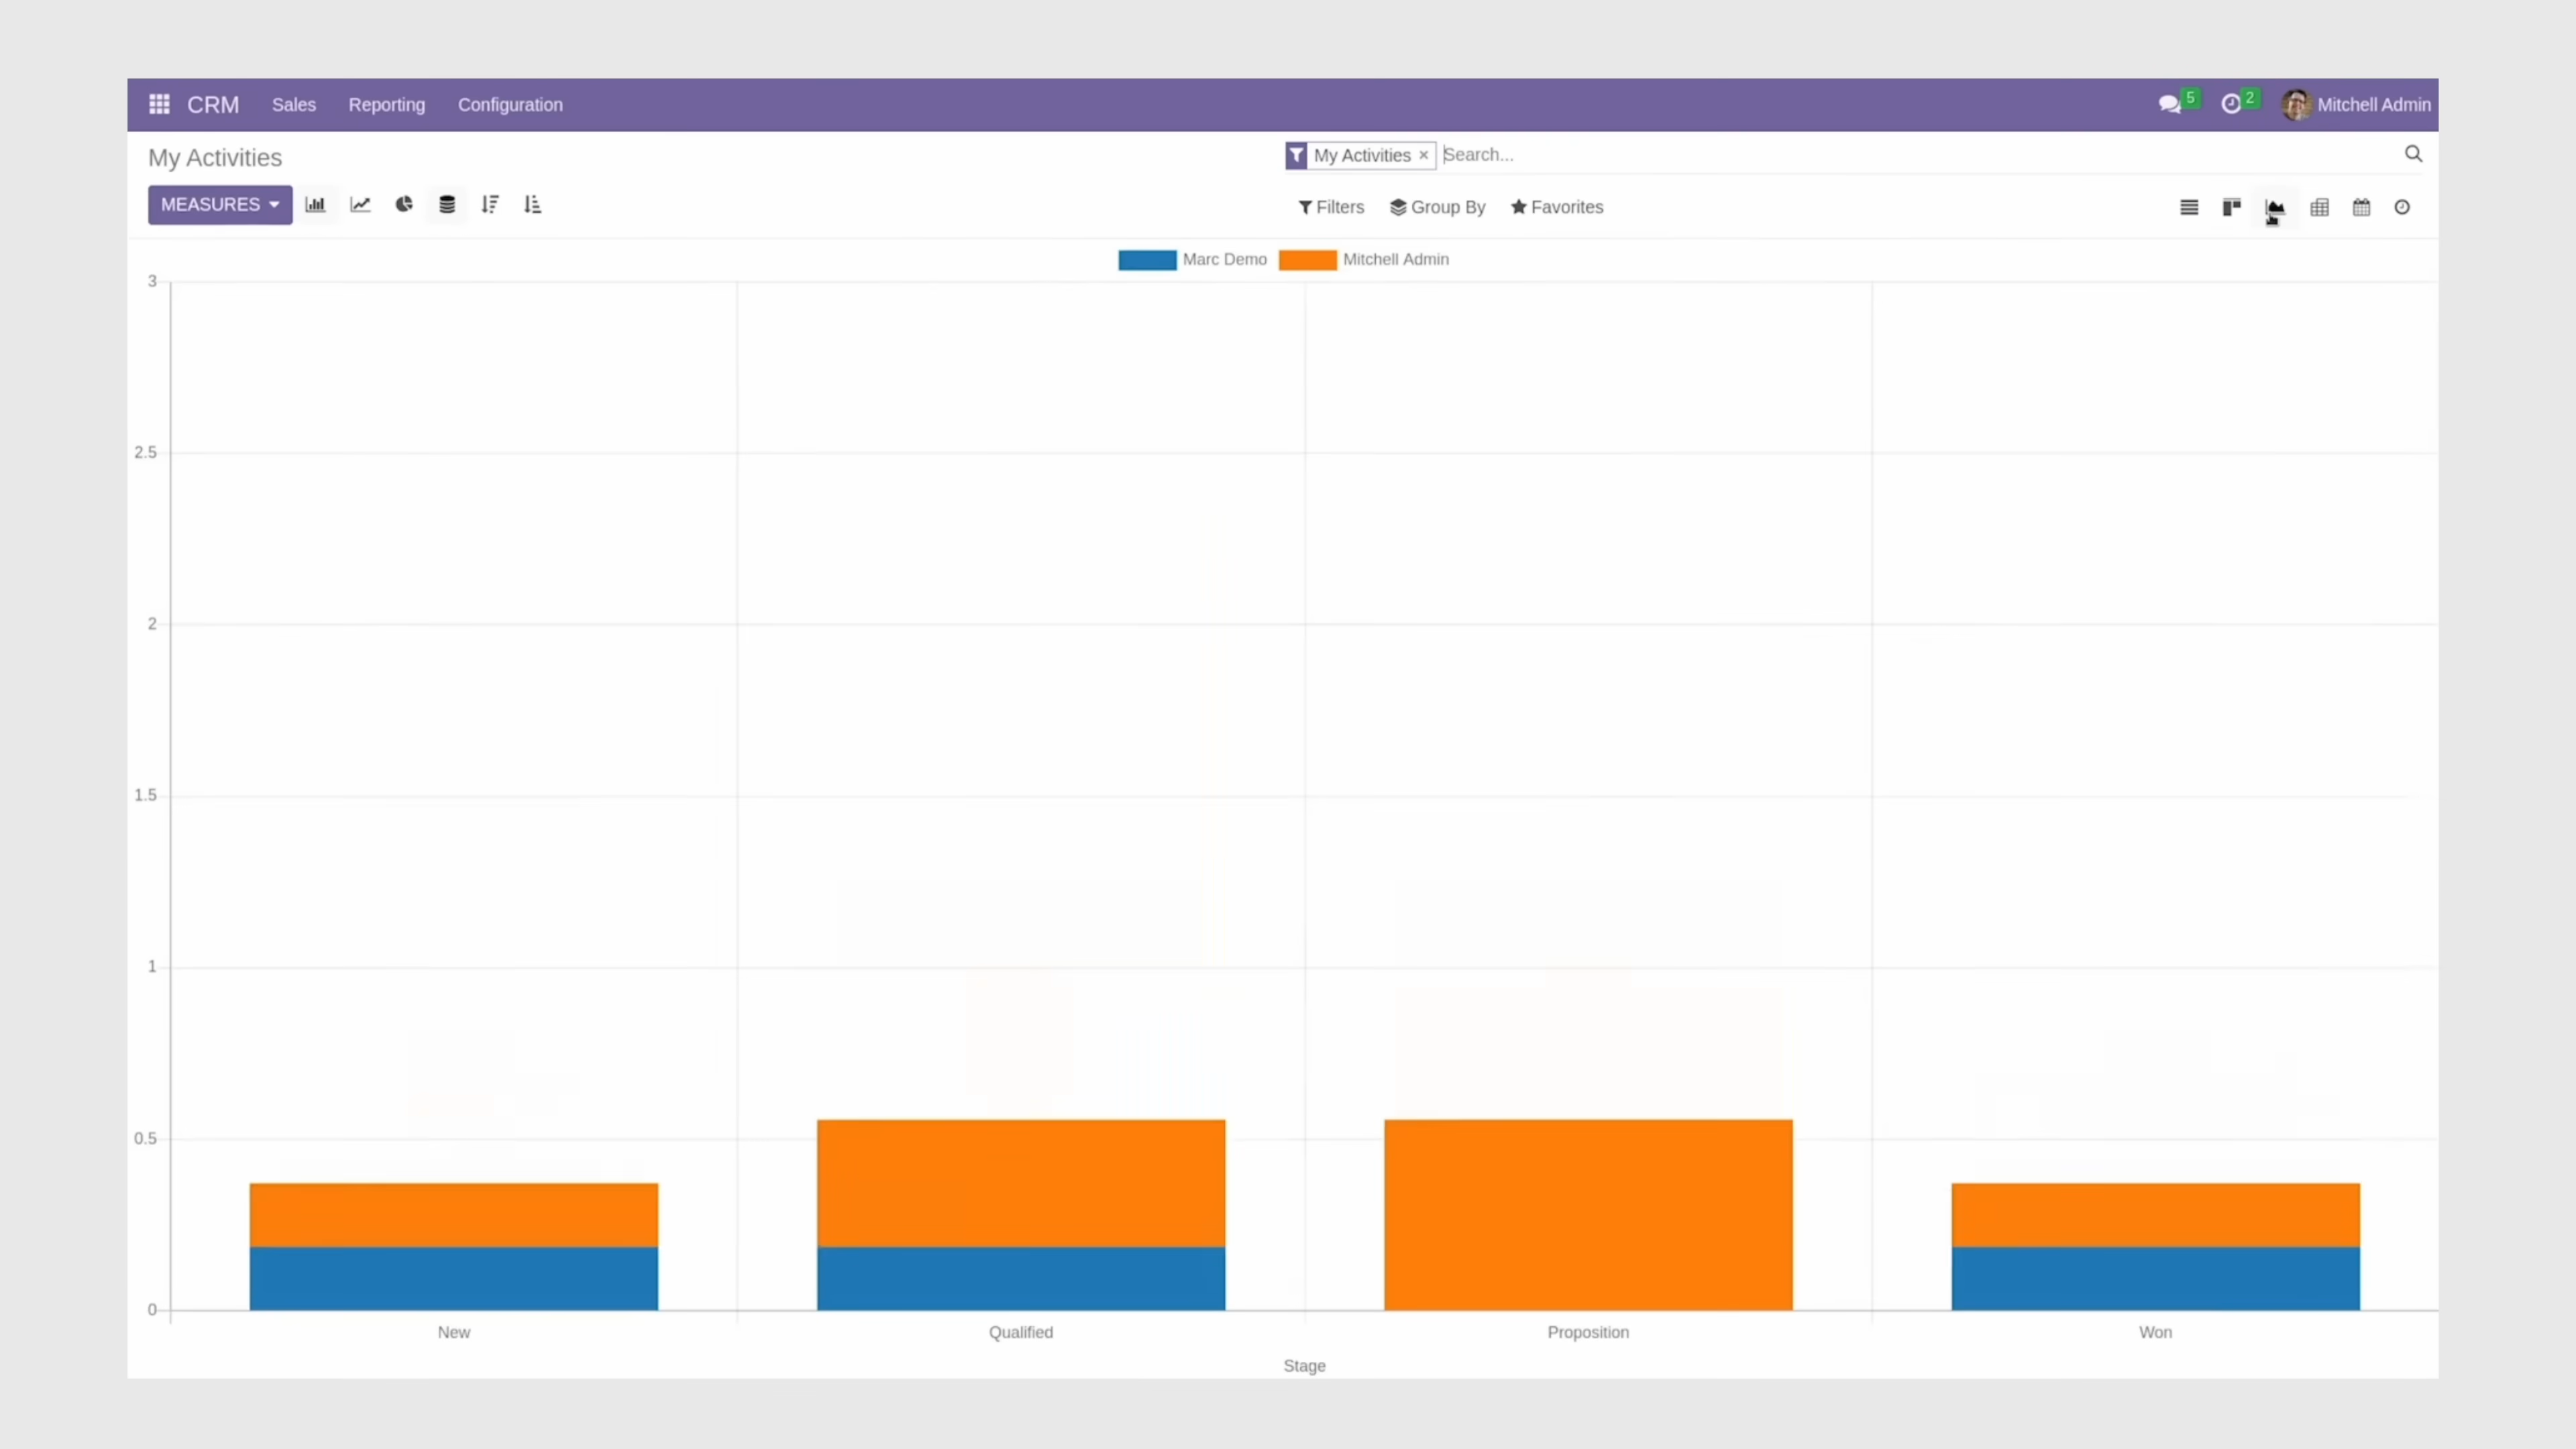 CRM Sales Reporting Configuration 5 2 Mitchell Admin
My Activities
My Activities × Search...
MEASURES Filters Group By Favorites
Marc Demo Mitchell Admin
3
2.5
2
1.5
1
0.5
0
New Qualified Proposition Won
Stage